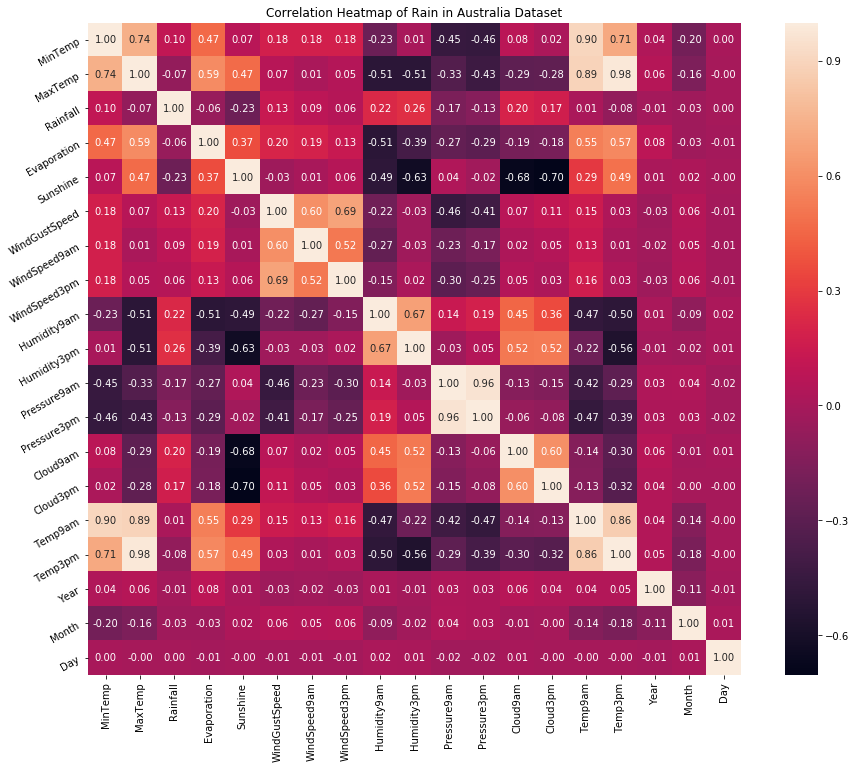 Correlation Heatmap of Rain in Australia Dataset
MinTemp 1.00 0.74 0.10 0.47 0.07 0.18 0.18 0.18 -0.23 0.01 -0.45 -0.46 0.08 0.02 0.90 0.71 0.04 -0.20 0.00
MaxTemp 0.74 1.00 -0.07 0.59 0.47 0.07 0.01 0.05 -0.51 -0.51 -0.33 -0.43 -0.29 -0.28 0.89 0.98 0.06 -0.16 -0.00
Rainfall 0.10 -0.07 1.00 -0.06 -0.23 0.13 0.09 0.06 0.22 0.26 -0.17 -0.13 0.20 0.17 0.01 -0.08 -0.01 -0.03 0.00
Evaporation 0.47 0.59 -0.06 1.00 0.37 0.20 0.19 0.13 -0.51 -0.39 -0.27 -0.29 -0.19 -0.18 0.55 0.57 0.08 -0.03 -0.01
Sunshine 0.07 0.47 -0.23 0.37 1.00 -0.03 0.01 0.06 -0.49 -0.63 0.04 -0.02 -0.68 -0.70 0.29 0.49 0.01 0.02 -0.00
WindGustSpeed 0.18 0.07 0.13 0.20 -0.03 1.00 0.60 0.69 -0.22 -0.03 -0.46 -0.41 0.07 0.11 0.15 0.03 -0.03 0.06 -0.01
WindSpeed9am 0.18 0.01 0.09 0.19 0.01 0.60 1.00 0.52 -0.27 -0.03 -0.23 -0.17 0.02 0.05 0.13 0.01 -0.02 0.05 -0.01
WindSpeed3pm 0.18 0.05 0.06 0.13 0.06 0.69 0.52 1.00 -0.15 0.02 -0.30 -0.25 0.05 0.03 0.16 0.03 -0.03 0.06 -0.01
Humidity9am -0.23 -0.51 0.22 -0.51 -0.49 -0.22 -0.27 -0.15 1.00 0.67 0.14 0.19 0.45 0.36 -0.47 -0.50 0.01 -0.09 0.02
Humidity3pm 0.01 -0.51 0.26 -0.39 -0.63 -0.03 -0.03 0.02 0.67 1.00 -0.03 0.05 0.52 0.52 -0.22 -0.56 -0.01 -0.02 0.01
Pressure9am -0.45 -0.33 -0.17 -0.27 0.04 -0.46 -0.23 -0.30 0.14 -0.03 1.00 0.96 -0.13 -0.15 -0.42 -0.29 0.03 0.04 -0.02
Pressure3pm -0.46 -0.43 -0.13 -0.29 -0.02 -0.41 -0.17 -0.25 0.19 0.05 0.96 1.00 -0.06 -0.08 -0.47 -0.39 0.03 0.03 -0.02
Cloud9am 0.08 -0.29 0.20 -0.19 -0.68 0.07 0.02 0.05 0.45 0.52 -0.13 -0.06 1.00 0.60 -0.14 -0.30 0.06 -0.01 0.01
Cloud3pm 0.02 -0.28 0.17 -0.18 -0.70 0.11 0.05 0.03 0.36 0.52 -0.15 -0.08 0.60 1.00 -0.13 -0.32 0.04 -0.00 -0.00
Temp9am 0.90 0.89 0.01 0.55 0.29 0.15 0.13 0.16 -0.47 -0.22 -0.42 -0.47 -0.14 -0.13 1.00 0.86 0.04 -0.14 -0.00
Temp3pm 0.71 0.98 -0.08 0.57 0.49 0.03 0.01 0.03 -0.50 -0.56 -0.29 -0.39 -0.30 -0.32 0.86 1.00 0.05 -0.18 -0.00
Year 0.04 0.06 -0.01 0.08 0.01 -0.03 -0.02 -0.03 0.01 -0.01 0.03 0.03 0.06 0.04 0.04 0.05 1.00 -0.11 -0.01
Month -0.20 -0.16 -0.03 -0.03 0.02 0.06 0.05 0.06 -0.09 -0.02 0.04 0.03 -0.01 -0.00 -0.14 -0.18 -0.11 1.00 0.01
Day 0.00 -0.00 0.00 -0.01 -0.00 -0.01 -0.01 -0.01 0.02 0.01 -0.02 -0.02 0.01 -0.00 -0.00 -0.00 -0.01 0.01 1.00
MinTemp MaxTemp Rainfall Evaporation Sunshine WindGustSpeed WindSpeed9am WindSpeed3pm Humidity9am Humidity3pm Pressure9am Pressure3pm Cloud9am Cloud3pm Temp9am Temp3pm Year Month Day
0.9
0.6
0.3
0.0
-0.3
-0.6